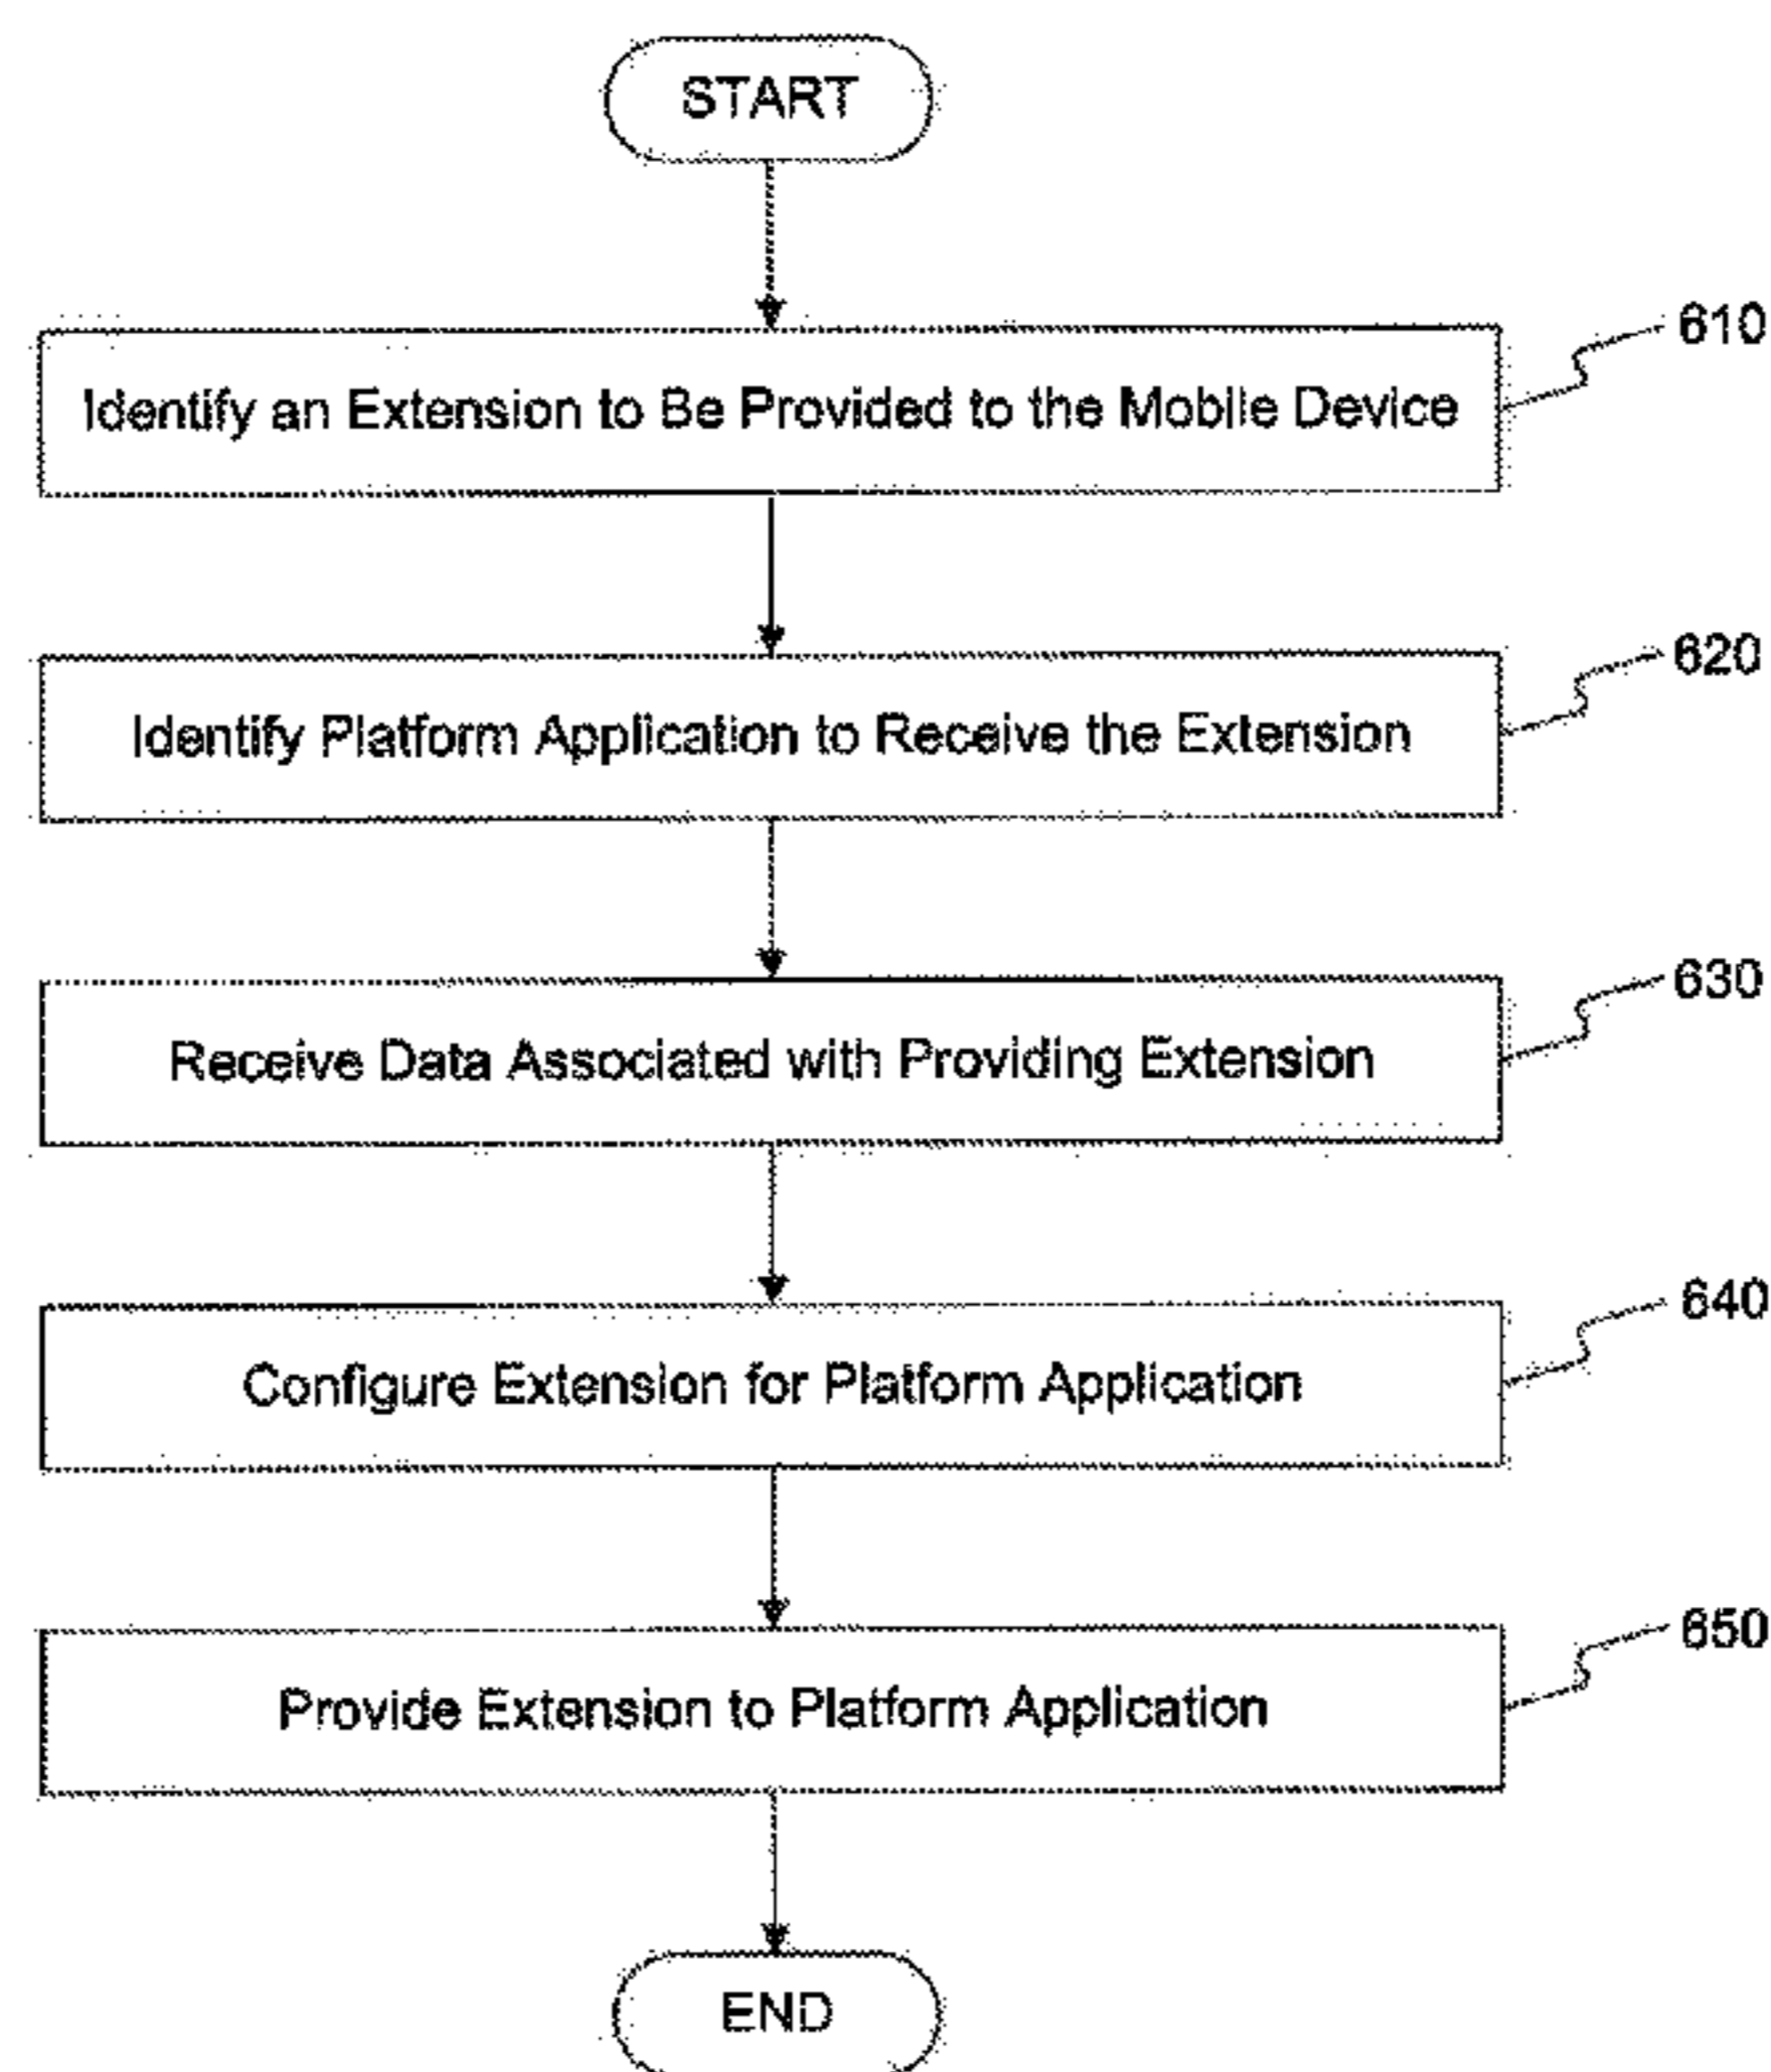 START
Identify an Extension to Be Provided to the Mobile Device
610
Identify Platform Application to Receive the Extension
620
Receive Data Associated with Providing Extension
630
Configure Extension for Platform Application
640
Provide Extension to Platform Application
650
END